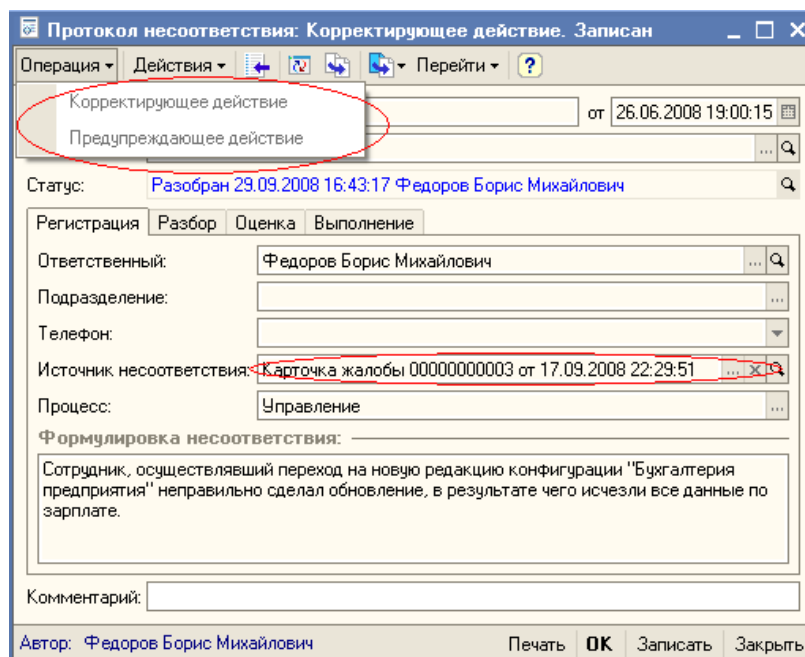 Протокол несоответствия: Корректирующее действие. Записан
Операция Действия Перейти ?
Корректирующее действие
от 26.06.2008 19:00:15
Предупреждающее действие
Статус: Разобран 29.09.2008 16:43:17 Федоров Борис Михайлович
Регистрация Разбор Оценка Выполнение
Ответственный: Федоров Борис Михайлович ...
Подразделение: ...
Телефон:
Источник несоответствия: Карточка жалобы 00000000003 от 17.09.2008 22:29:51 ... x
Процесс: Управление ...
Формулировка несоответствия:
Сотрудник, осуществлявший переход на новую редакцию конфигурации "Бухгалтерия
предприятия" неправильно сделал обновление, в результате чего исчезли все данные по
зарплате.
Комментарий:
Автор: Федоров Борис Михайлович Печать OK Записать Закрыть